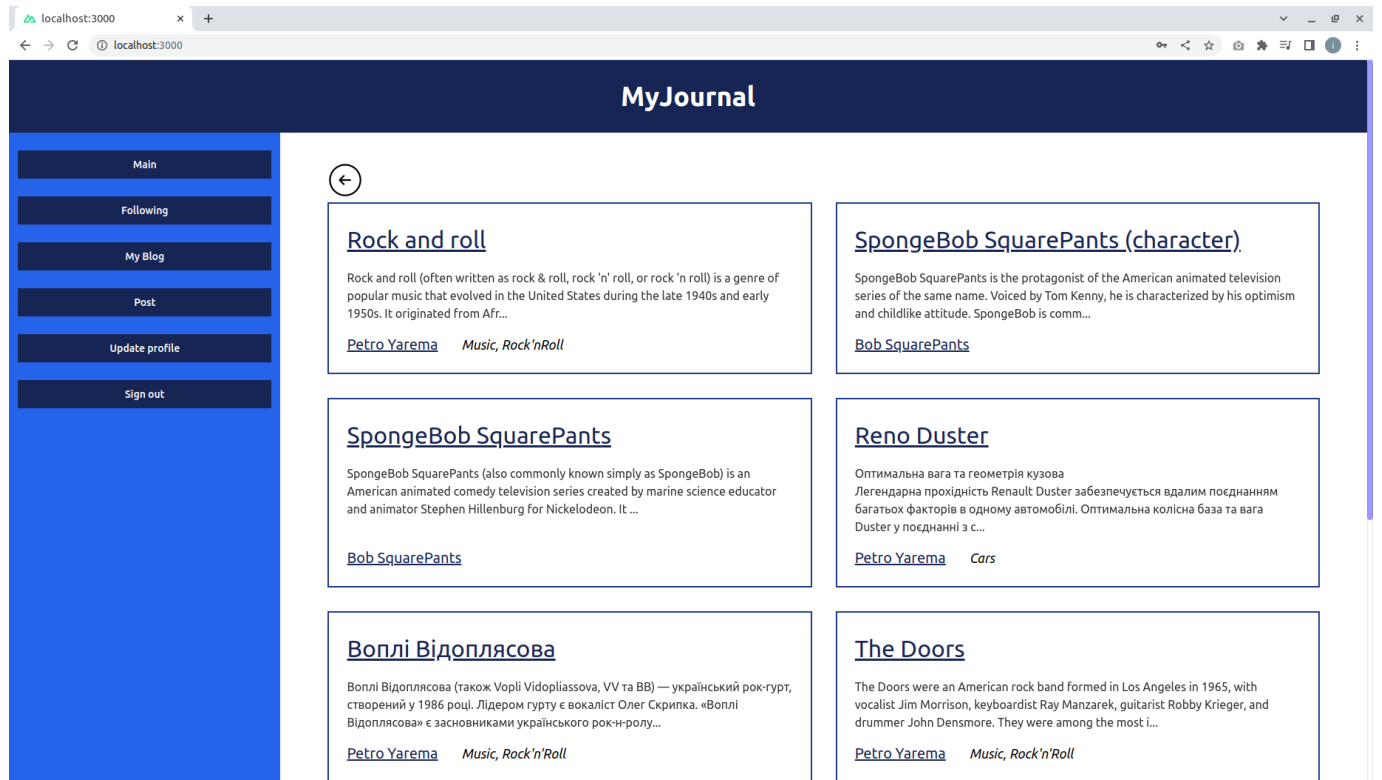 localhost:3000
localhost:3000
MyJournal
Main
Following
My Blog
Post
Update profile
Sign out
Rock and roll
Rock and roll (often written as rock & roll, rock 'n' roll, or rock 'n roll) is a genre of
popular music that evolved in the United States during the late 1940s and early
1950s. It originated from Afr...
Petro Yarema Music, Rock'nRoll
SpongeBob SquarePants (character)
SpongeBob SquarePants is the protagonist of the American animated television
series of the same name. Voiced by Tom Kenny, he is characterized by his optimism
and childlike attitude. SpongeBob is comm...
Bob SquarePants
SpongeBob SquarePants
SpongeBob SquarePants (also commonly known simply as SpongeBob) is an
American animated comedy television series created by marine science educator
and animator Stephen Hillenburg for Nickelodeon. It ...
Bob SquarePants
Reno Duster
Оптимальна вага та геометрія кузова
Легендарна прохідність Renault Duster забезпечується вдалим поєднанням
багатьох факторів в одному автомобілі. Оптимальна колісна база та вага
Duster у поєднанні з с...
Petro Yarema Cars
Воплі Відоплясова
Воплі Відоплясова (також Vopli Vidopliassova, VV та ВВ) — український рок-гурт,
створений у 1986 році. Лідером гурту є вокаліст Олег Скрипка. «Воплі
Відоплясова» є засновниками українського рок-н-ролу...
Petro Yarema Music, Rock'n'Roll
The Doors
The Doors were an American rock band formed in Los Angeles in 1965, with
vocalist Jim Morrison, keyboardist Ray Manzarek, guitarist Robby Krieger, and
drummer John Densmore. They were among the most i...
Petro Yarema Music, Rock'n'Roll